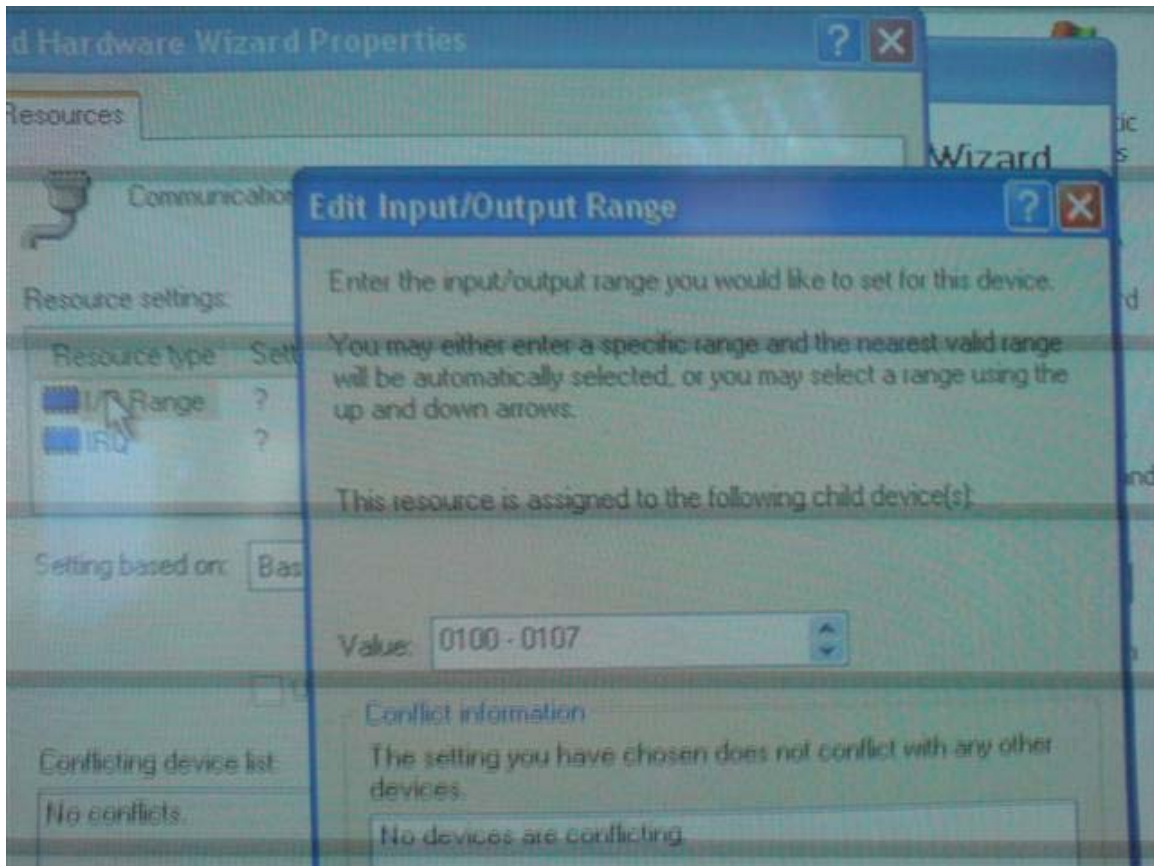 d Hardware Wizard Properties
Resources
Wizard
Communication
Edit Input/Output Range
Enter the input/output range you would like to set for this device.
Resource settings:
You may either enter a specific range and the nearest valid range
will be automatically selected, or you may select a range using the
up and down arrows.
Resource type Sett
I/O Range ?
IRQ ?
This resource is assigned to the following child device(s):
Setting based on: Bas
Value: 0100 - 0107
Conflict information
The setting you have chosen does not conflict with any other
devices.
No devices are conflicting.
Conflicting device list:
No conflicts.